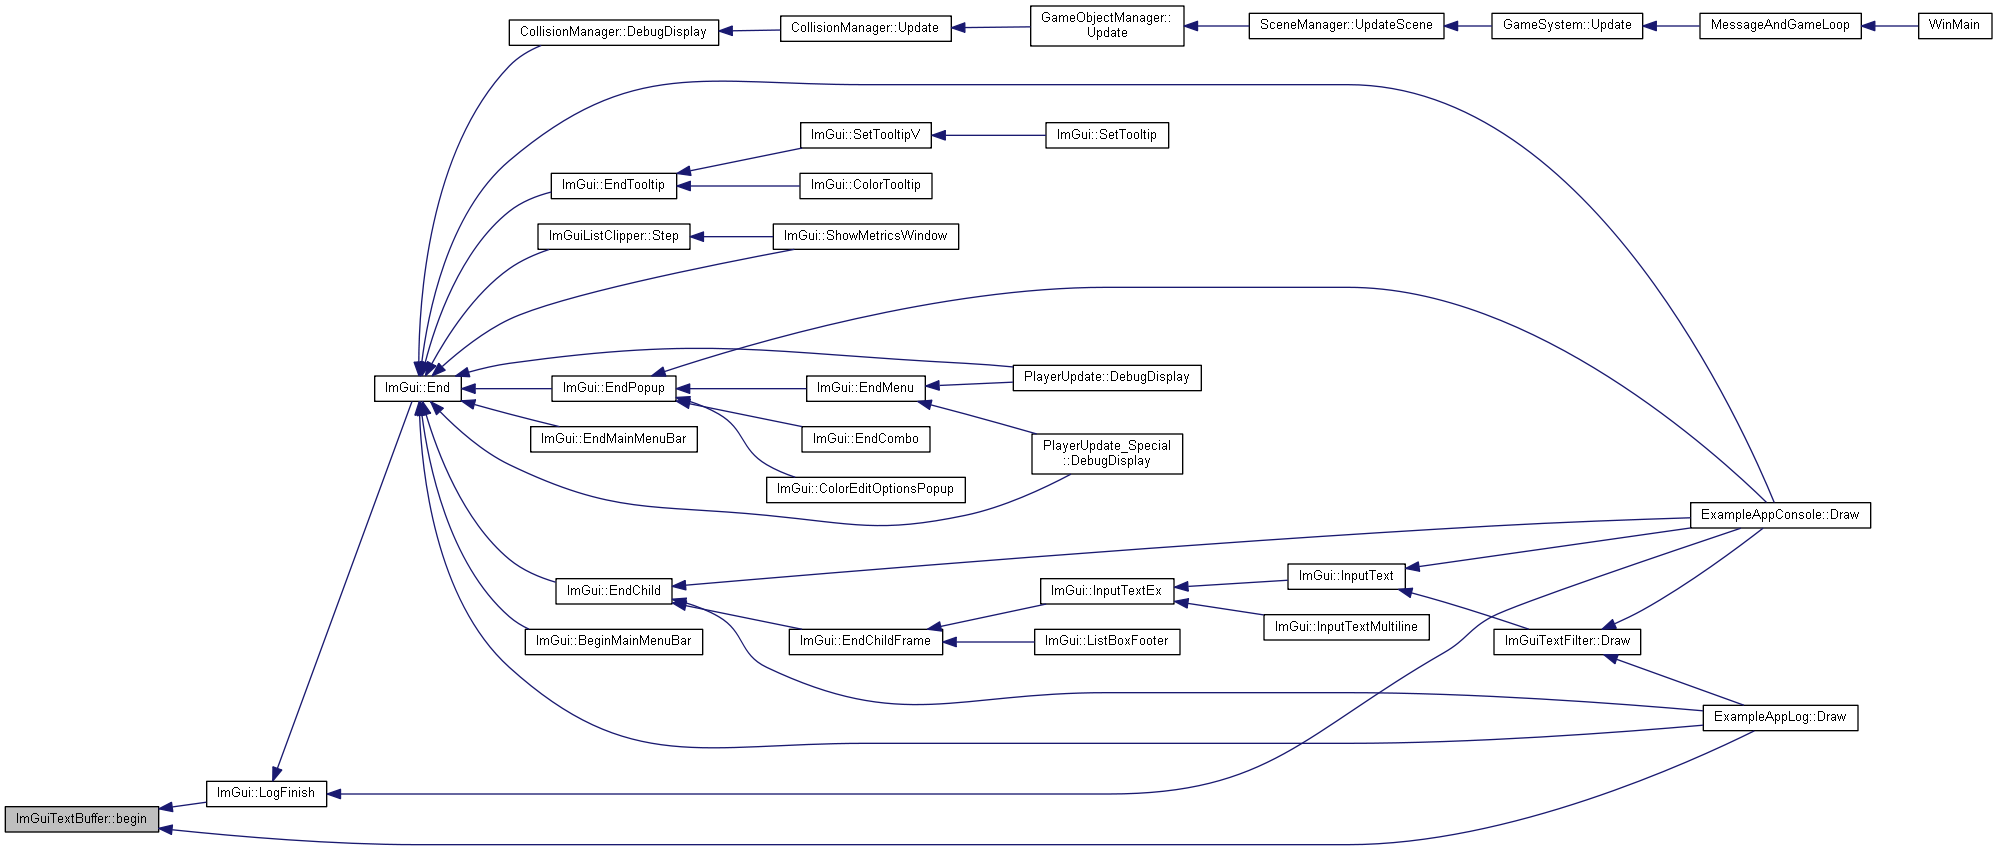 CollisionManager::DebugDisplay
CollisionManager::Update
GameObjectManager::
Update
SceneManager::UpdateScene
GameSystem::Update
MessageAndGameLoop
WinMain
ImGui::SetTooltipV
ImGui::SetTooltip
ImGui::EndTooltip
ImGui::ColorTooltip
ImGuiListClipper::Step
ImGui::ShowMetricsWindow
ImGui::End
ImGui::EndPopup
ImGui::EndMenu
PlayerUpdate::DebugDisplay
ImGui::EndMainMenuBar
ImGui::EndCombo
PlayerUpdate_Special
::DebugDisplay
ImGui::ColorEditOptionsPopup
ExampleAppConsole::Draw
ImGui::EndChild
ImGui::InputTextEx
ImGui::InputText
ImGui::BeginMainMenuBar
ImGui::EndChildFrame
ImGui::ListBoxFooter
ImGui::InputTextMultiline
ImGuiTextFilter::Draw
ExampleAppLog::Draw
ImGui::LogFinish
ImGuiTextBuffer::begin